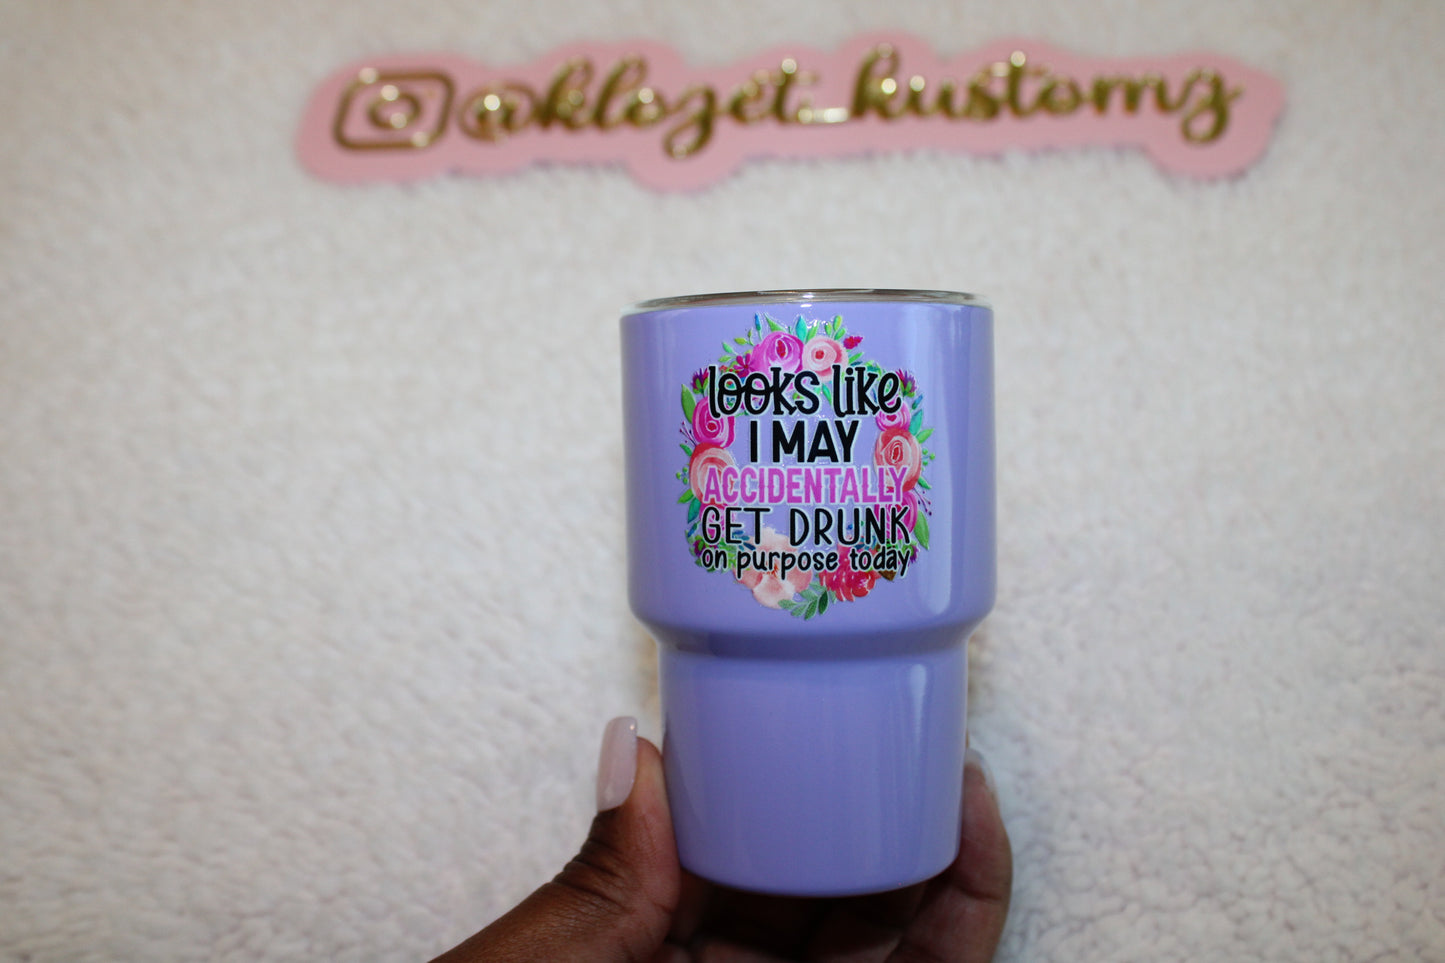 @klozet_kustomz
looks like
I MAY
ACCIDENTALLY
GET DRUNK
on purpose today